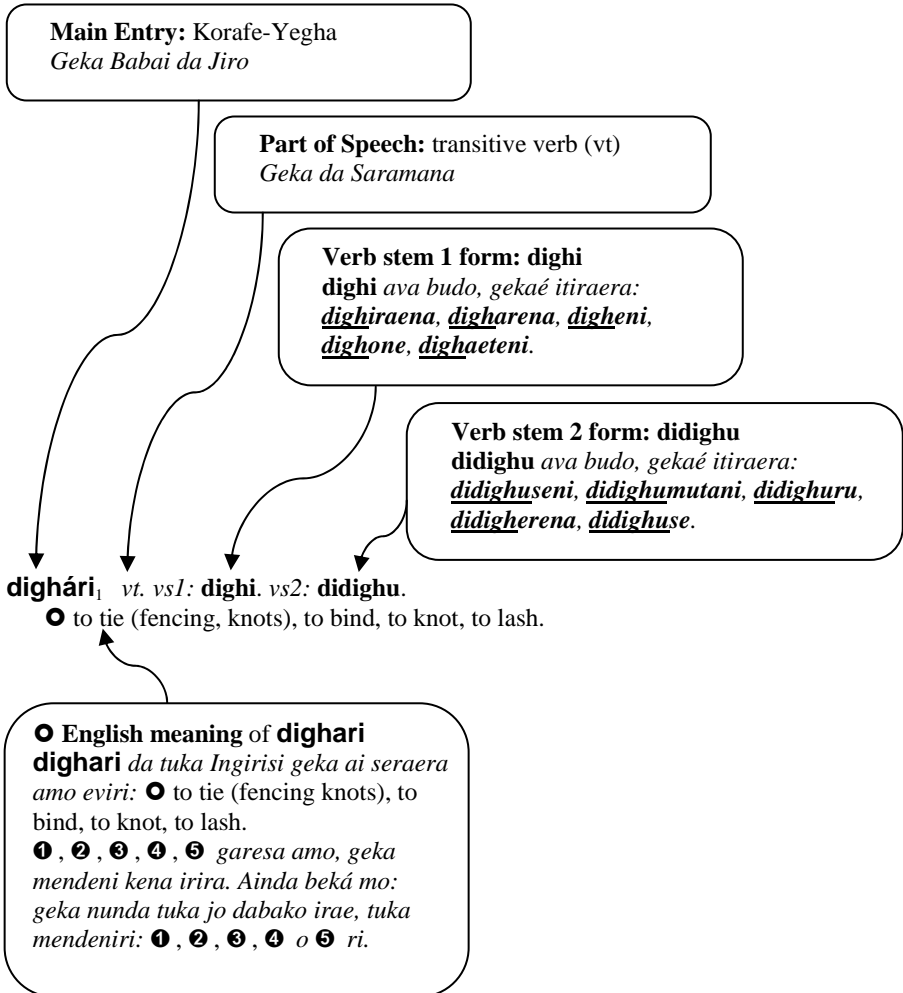 Main Entry: Korafe-Yegha
Geka Babai da Jiro
Part of Speech: transitive verb (vt)
Geka da Saramana
Verb stem 1 form: dighi
dighi ava budo, gekaé itiraera:
dighiraena, digharena, digheni,
dighone, dighaeteni.
Verb stem 2 form: didighu
didighu ava budo, gekaé itiraera:
didighuseni, didighumutani, didighuru,
didigherena, didighuse.
dighári₁ vt. vs1: dighi. vs2: didighu.
✪ to tie (fencing, knots), to bind, to knot, to lash.
✪ English meaning of dighari
dighari da tuka Ingirisi geka ai seraera
amo eviri: ✪ to tie (fencing knots), to
bind, to knot, to lash.
❶ , ❷ , ❸ , ❹ , ❺ garesa amo, geka
mendeni kena irira. Ainda beká mo:
geka nunda tuka jo dabako irae, tuka
mendeniri: ❶ , ❷ , ❸ , ❹ o ❺ ri.